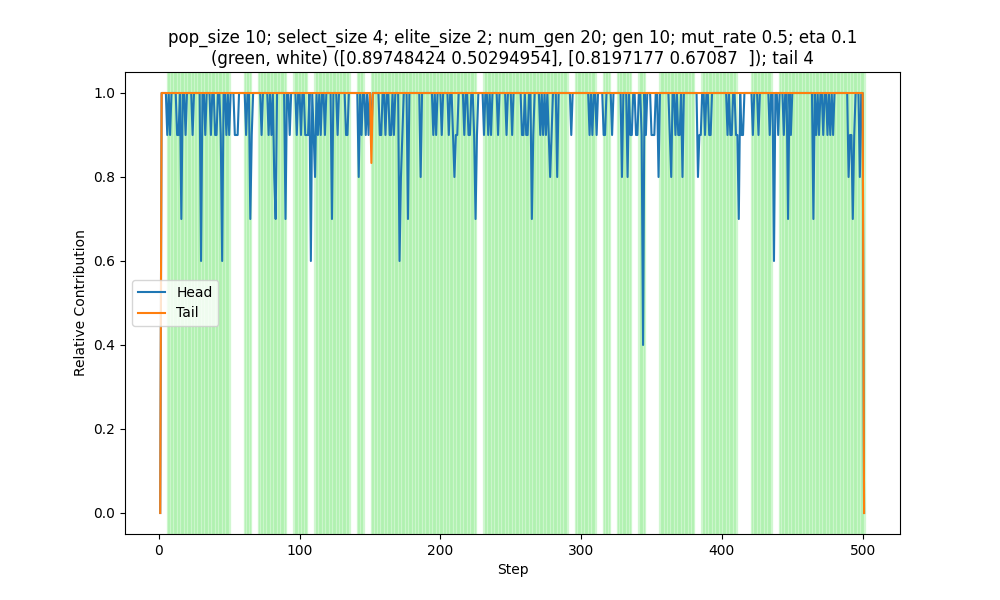 pop_size 10; select_size 4; elite_size 2; num_gen 20; gen 10; mut_rate 0.5; eta 0.1
(green, white) ([0.89748424 0.50294954], [0.8197177 0.67087  ]); tail 4
1.0
0.8
0.6
0.4
0.2
0.0
Relative Contribution
Head
Tail
0 100 200 300 400 500
Step